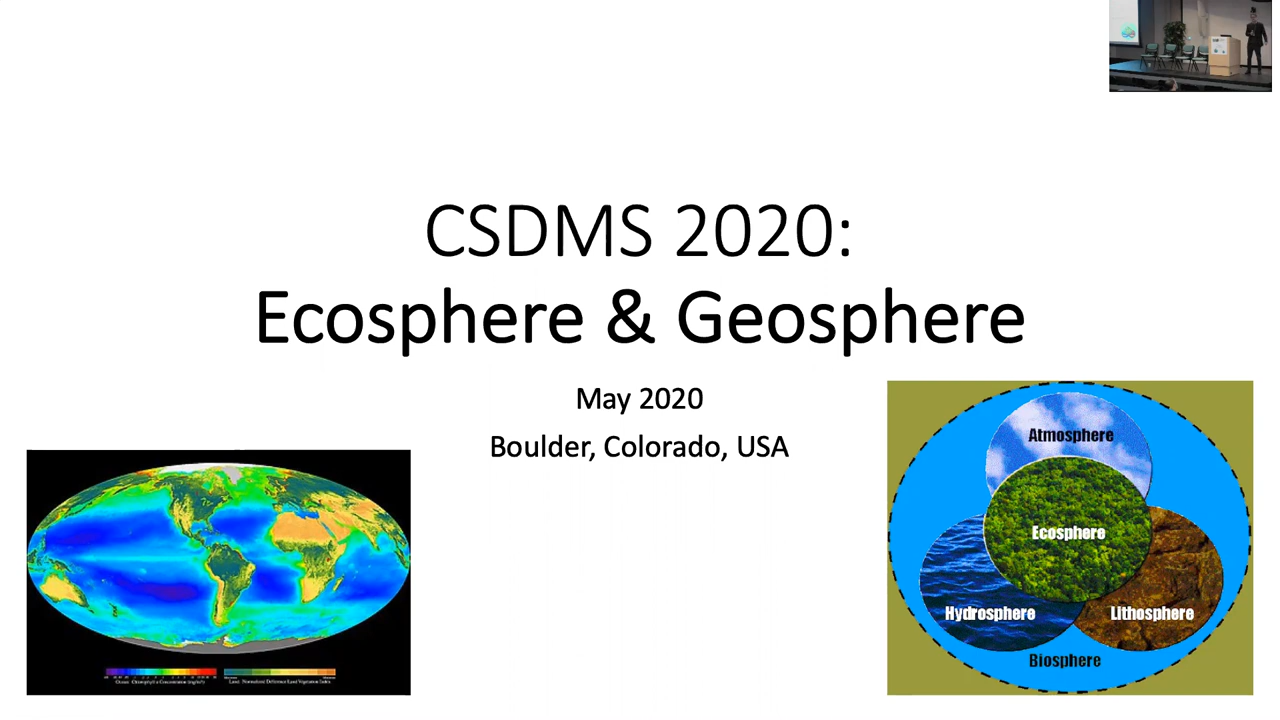 CSDMS 2020:
Ecosphere & Geosphere
May 2020
Boulder, Colorado, USA
Atmosphere
Ecosphere
Hydrosphere
Lithosphere
Biosphere